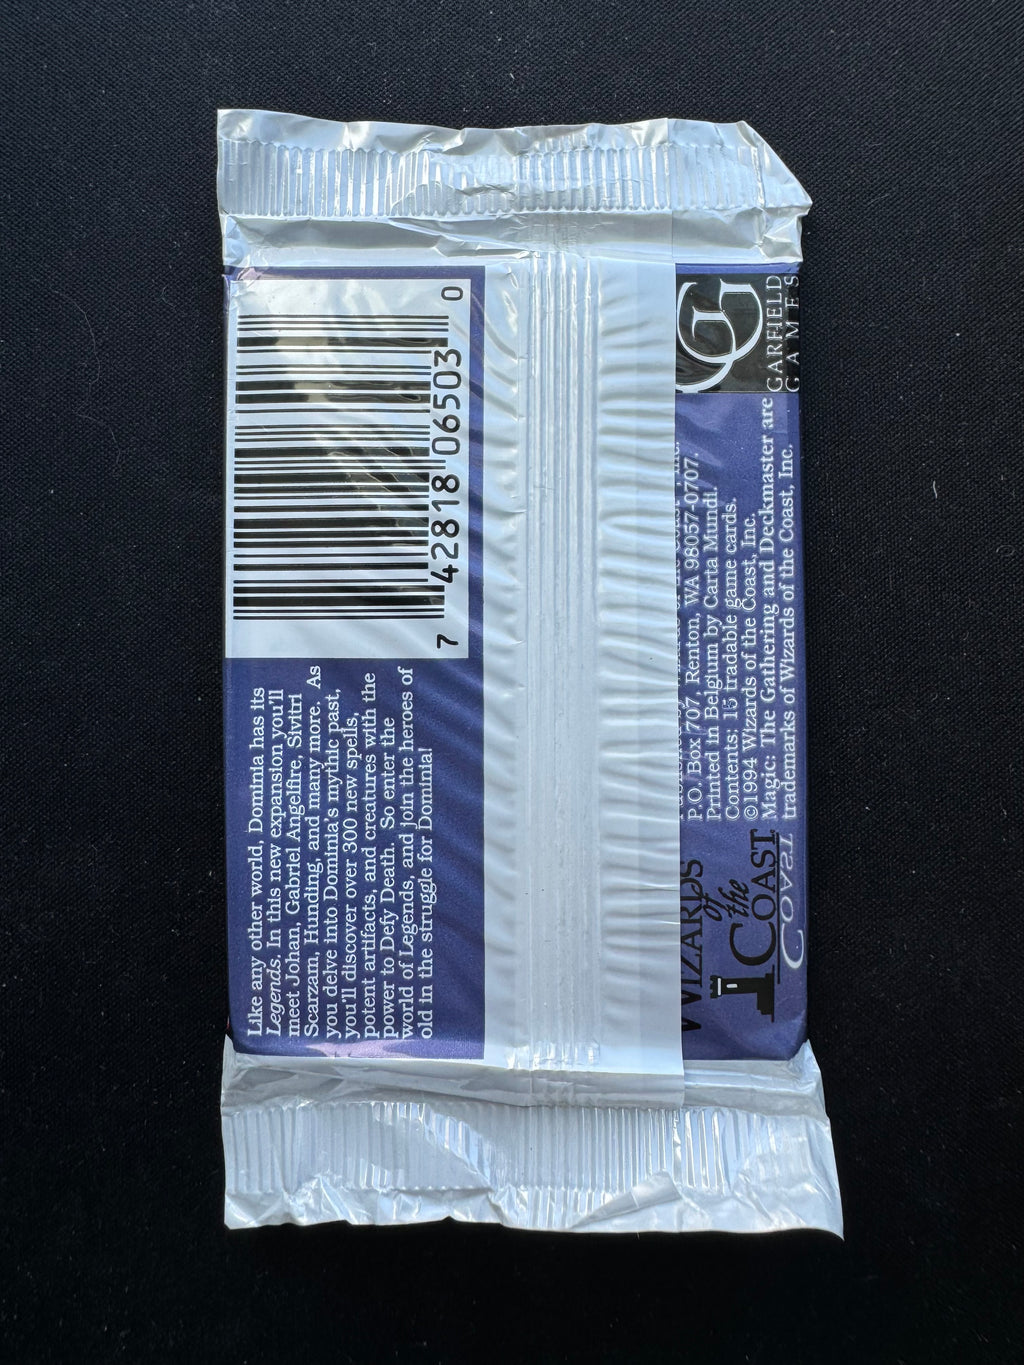 Like any other world, Dominia has its
Legends. In this new expansion you'll
meet Johan, Gabriel Angelfire, Sivitri
Scarzam, Hunding, and many more. As
you delve into Dominia's mythic past,
you'll discover over 300 new spells,
potent artifacts, and creatures with the
power to Defy Death. So enter the
world of Legends, and join the heroes of
old in the struggle for Dominia!
7 42818 06503 0
WIZARDS
of
the
COAST
COAST
P.O. Box 707, Renton, WA 98057-0707.
Printed in Belgium by Carta Mundi.
Contents: 15 tradable game cards.
©1994 Wizards of the Coast, Inc.
Magic: The Gathering and Deckmaster are
trademarks of Wizards of the Coast, Inc.
GG
GARFIELD
GAMES